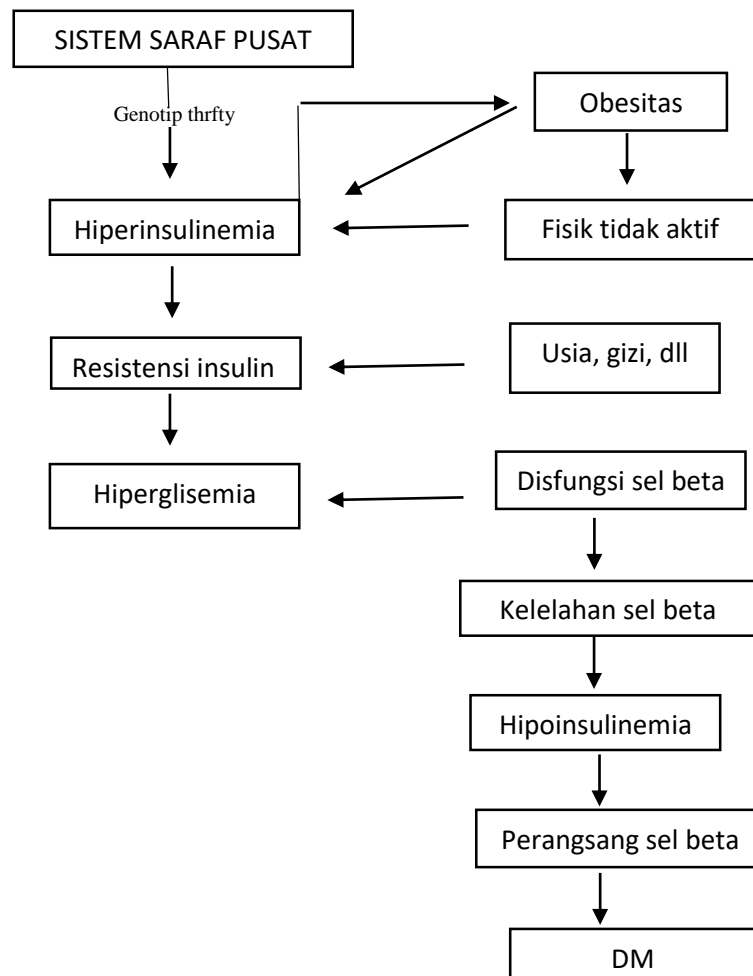 SISTEM SARAF PUSAT
Genotip thrfty
Obesitas
Hiperinsulinemia
Fisik tidak aktif
Resistensi insulin
Usia, gizi, dll
Hiperglisemia
Disfungsi sel beta
Kelelahan sel beta
Hipoinsulinemia
Perangsang sel beta
DM